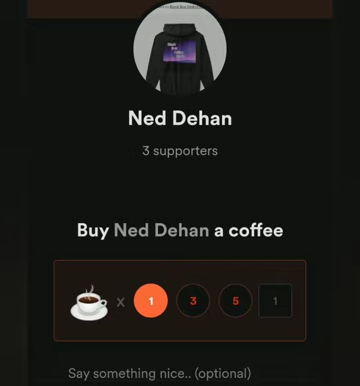 Ned Dehan
3 supporters
Buy Ned Dehan a coffee
x 1 3 5 1
Say something nice.. (optional)